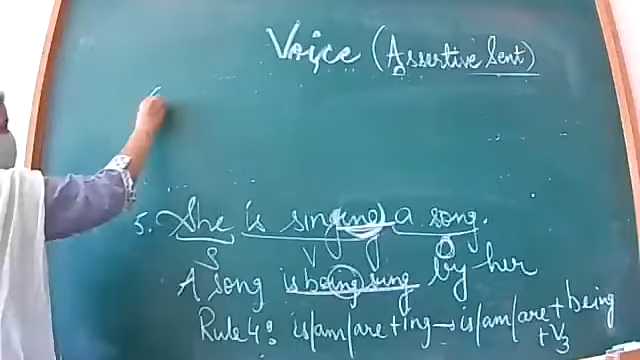 Voice (Assertive Sent)
5. She is singing a song.
S V O
A song is being sung by her
Rule 4: is/am/are + ing → is/am/are + being
+ V3